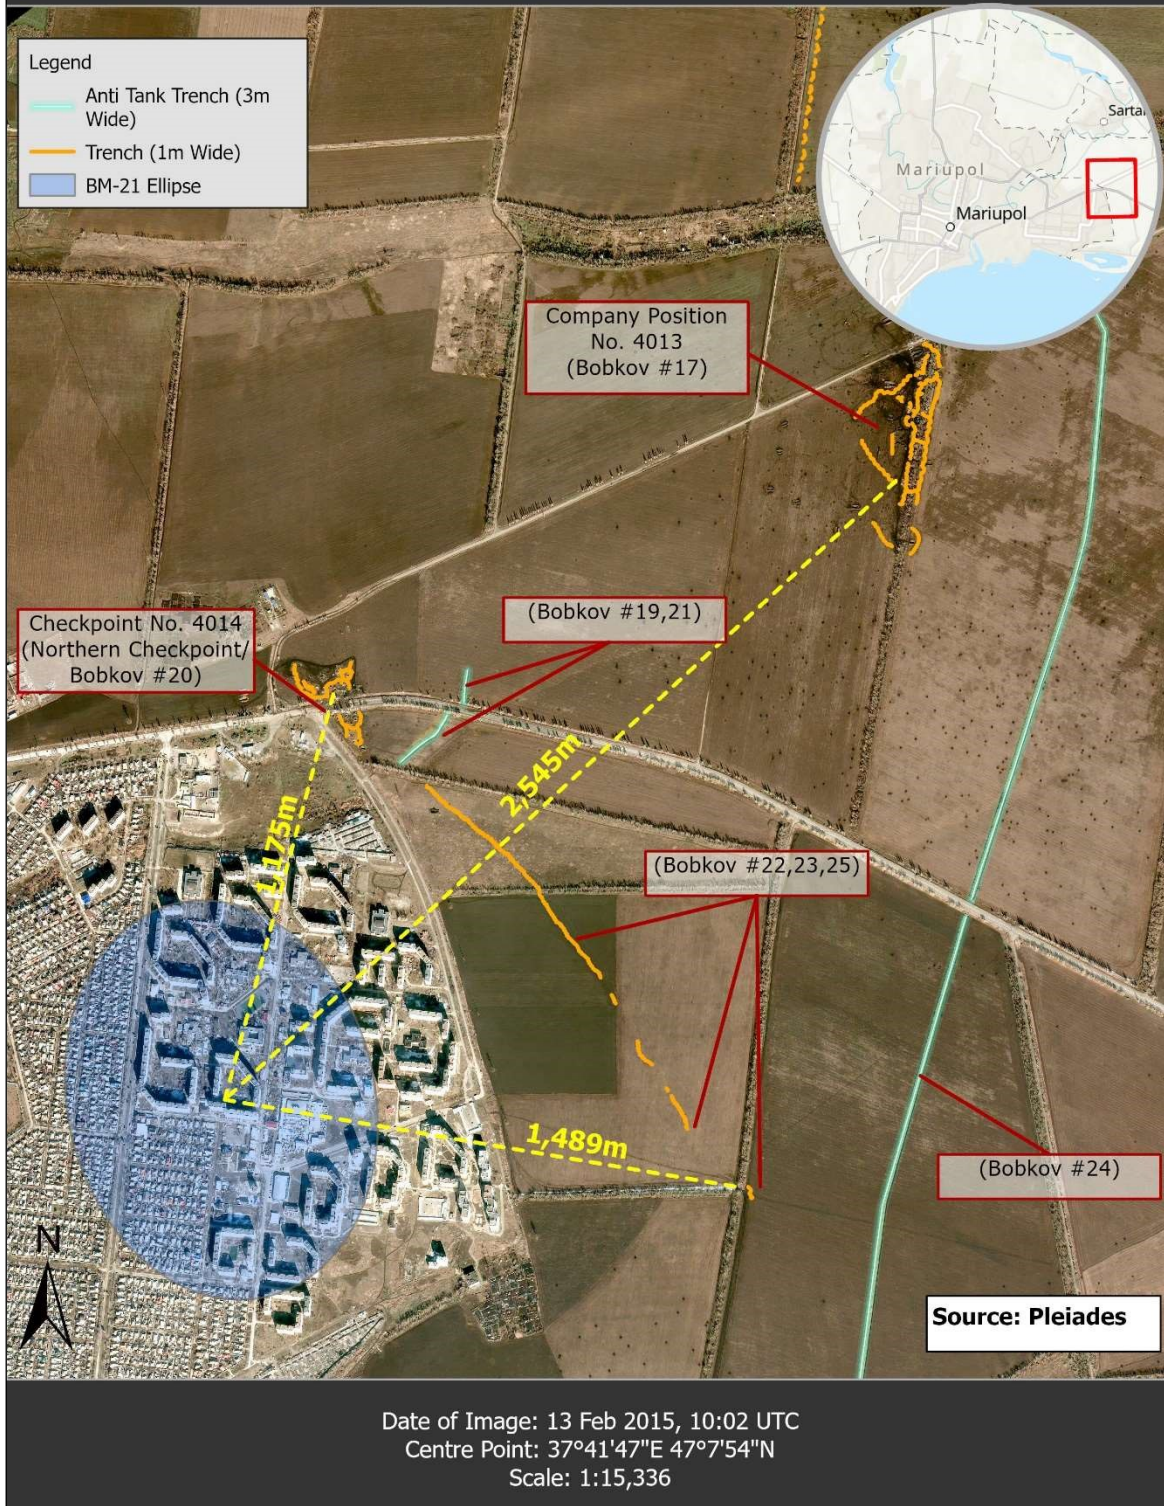 Legend
Anti Tank Trench (3m
Wide)
Trench (1m Wide)
BM-21 Ellipse
Mariupol
Mariupol
Company Position
No. 4013
(Bobkov #17)
Checkpoint No. 4014
(Northern Checkpoint/
Bobkov #20)
(Bobkov #19,21)
2,545m
1,175m
(Bobkov #22,23,25)
1,489m
(Bobkov #24)
N
Source: Pleiades
Date of Image: 13 Feb 2015, 10:02 UTC
Centre Point: 37°41'47"E 47°7'54"N
Scale: 1:15,336